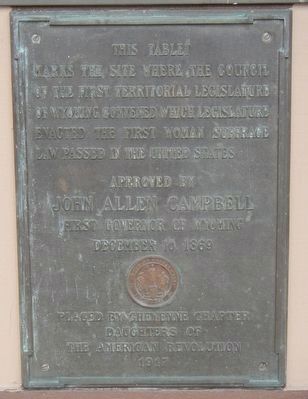 THIS TABLET
MARKS THE SITE WHERE THE COUNCIL
OF THE FIRST TERRITORIAL LEGISLATURE
OF WYOMING CONVENED WHICH LEGISLATURE
ENACTED THE FIRST WOMAN SUFFRAGE
LAW PASSED IN THE UNITED STATES
APPROVED BY
JOHN ALLEN CAMPBELL
FIRST GOVERNOR OF WYOMING
DECEMBER 10, 1869
PLACED BY CHEYENNE CHAPTER
DAUGHTERS OF
THE AMERICAN REVOLUTION